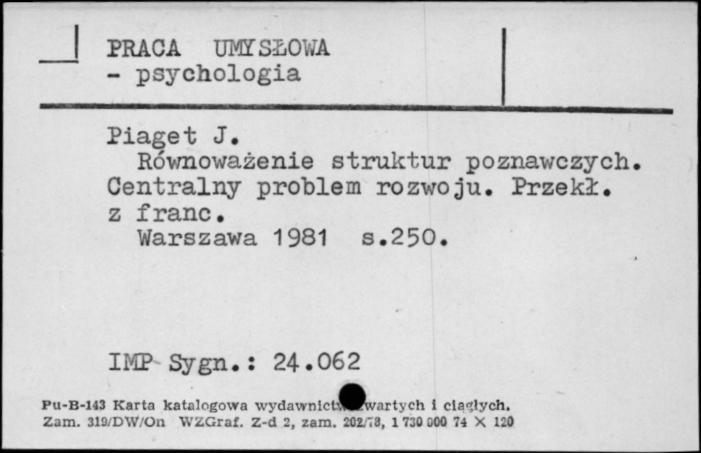 PRACA UMYSŁOWA
- psychologia
Piaget J.
Równoważenie struktur poznawczych.
Centralny problem rozwoju. Przekł.
z franc.
Warszawa 1981 s.250.
IMP Sygn.: 24.062
Pu-B-143 Karta katalogowa wydawnictw zwartych i ciągłych.
Zam. 319/DW/On WZGraf. Z-d 2, zam. 202/78, 1 730 000 74 X 120